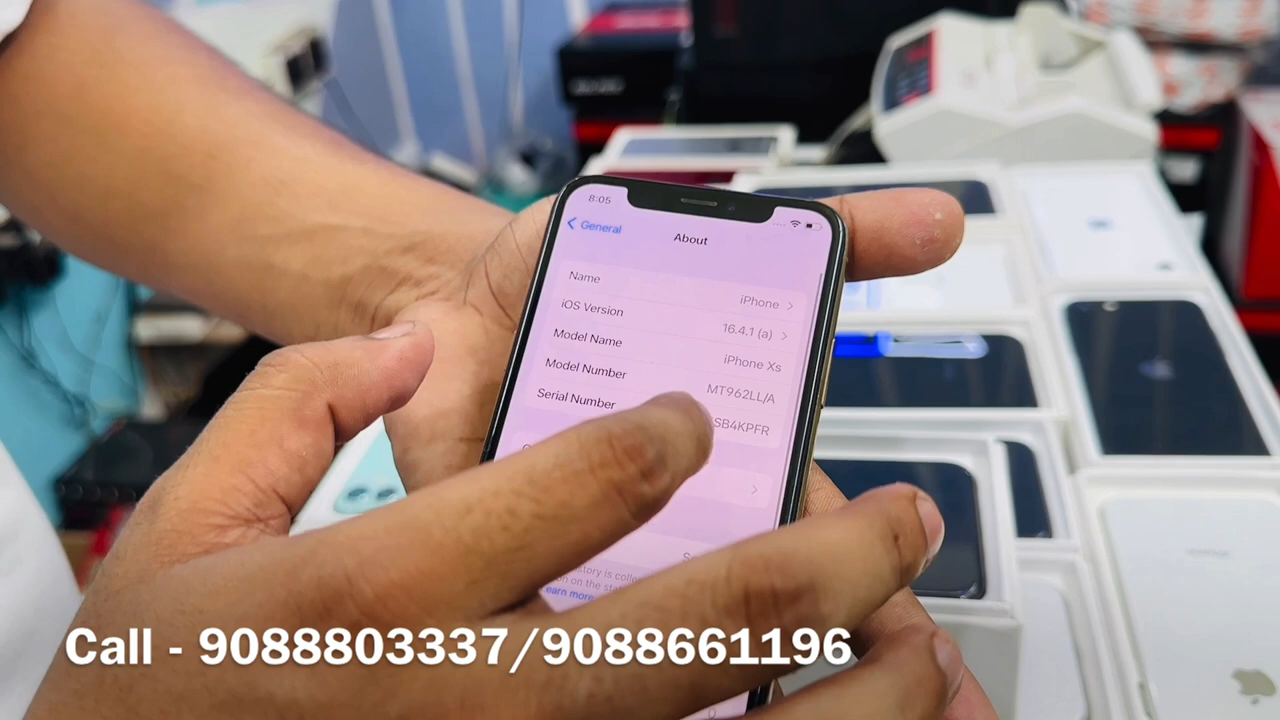 8:05
General
About
Name
iPhone
iOS Version
16.4.1 (a)
Model Name
iPhone Xs
Model Number
MT962LL/A
Serial Number
SB4KPFR
Call - 9088803337/9088661196